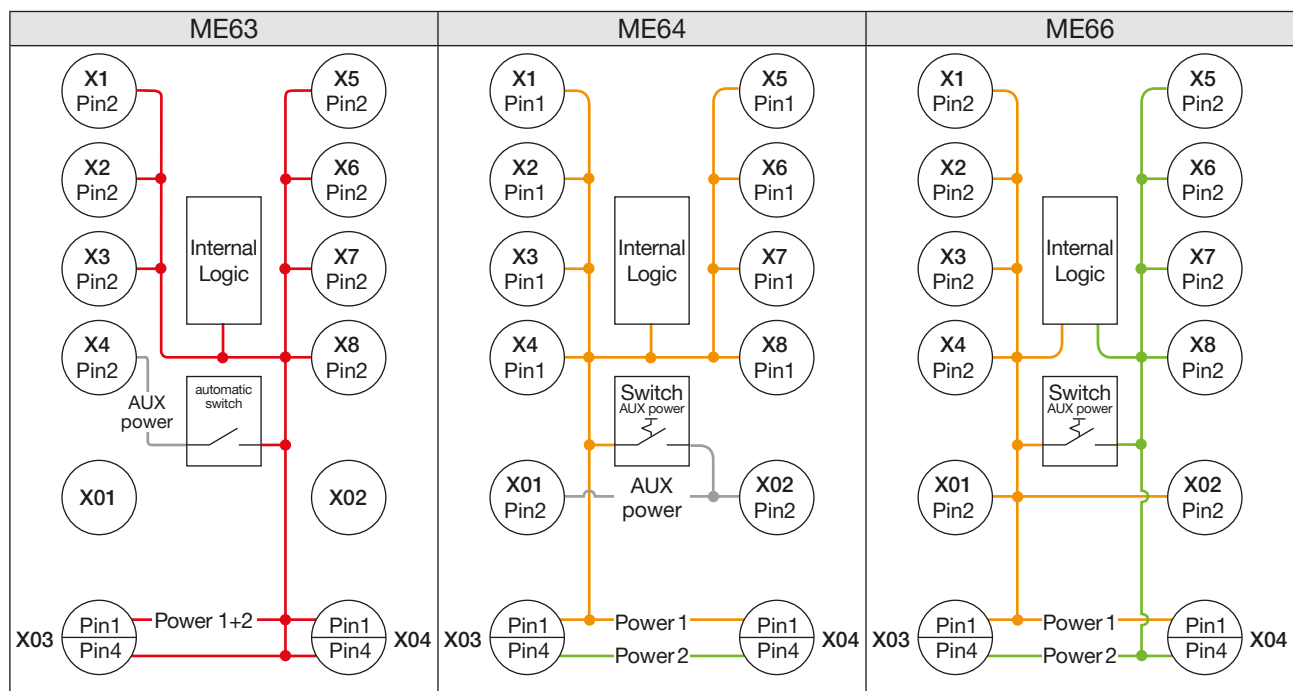 ME63
X1
Pin2
X5
Pin2
X2
Pin2
X6
Pin2
Internal
Logic
X3
Pin2
X7
Pin2
X4
Pin2
X8
Pin2
AUX
power
automatic
switch
X01
X02
X03
Pin1
Pin4
Power 1+2
Pin1
Pin4
X04
ME64
X1
Pin1
X5
Pin1
X2
Pin1
X6
Pin1
Internal
Logic
X3
Pin1
X7
Pin1
X4
Pin1
X8
Pin1
Switch
AUX power
X01
Pin2
AUX
power
X02
Pin2
X03
Pin1
Pin4
Power 1
Power 2
Pin1
Pin4
X04
ME66
X1
Pin2
X5
Pin2
X2
Pin2
X6
Pin2
Internal
Logic
X3
Pin2
X7
Pin2
X4
Pin2
X8
Pin2
Switch
AUX power
X01
Pin2
X02
Pin2
X03
Pin1
Pin4
Power 1
Power 2
Pin1
Pin4
X04